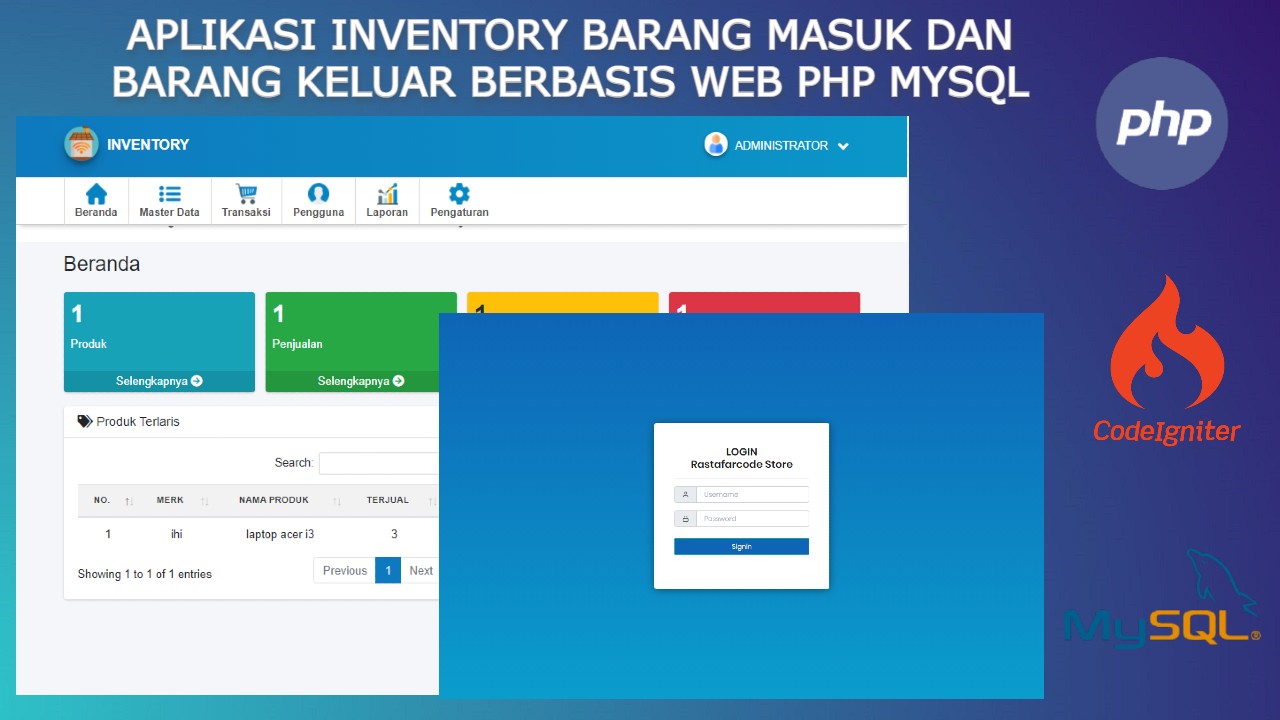 APLIKASI INVENTORY BARANG MASUK DAN
BARANG KELUAR BERBASIS WEB PHP MYSQL
php
INVENTORY
ADMINISTRATOR
Beranda Master Data Transaksi Pengguna Laporan Pengaturan
Beranda
1 1 1 1
Produk Penjualan
Selengkapnya Selengkapnya
Produk Terlaris
Search:
NO. MERK NAMA PRODUK TERJUAL
1 ihi laptop acer i3 3
Showing 1 to 1 of 1 entries
Previous 1 Next
LOGIN
Rastafarcode Store
Username
Password
SignIn
CodeIgniter
MySQL®